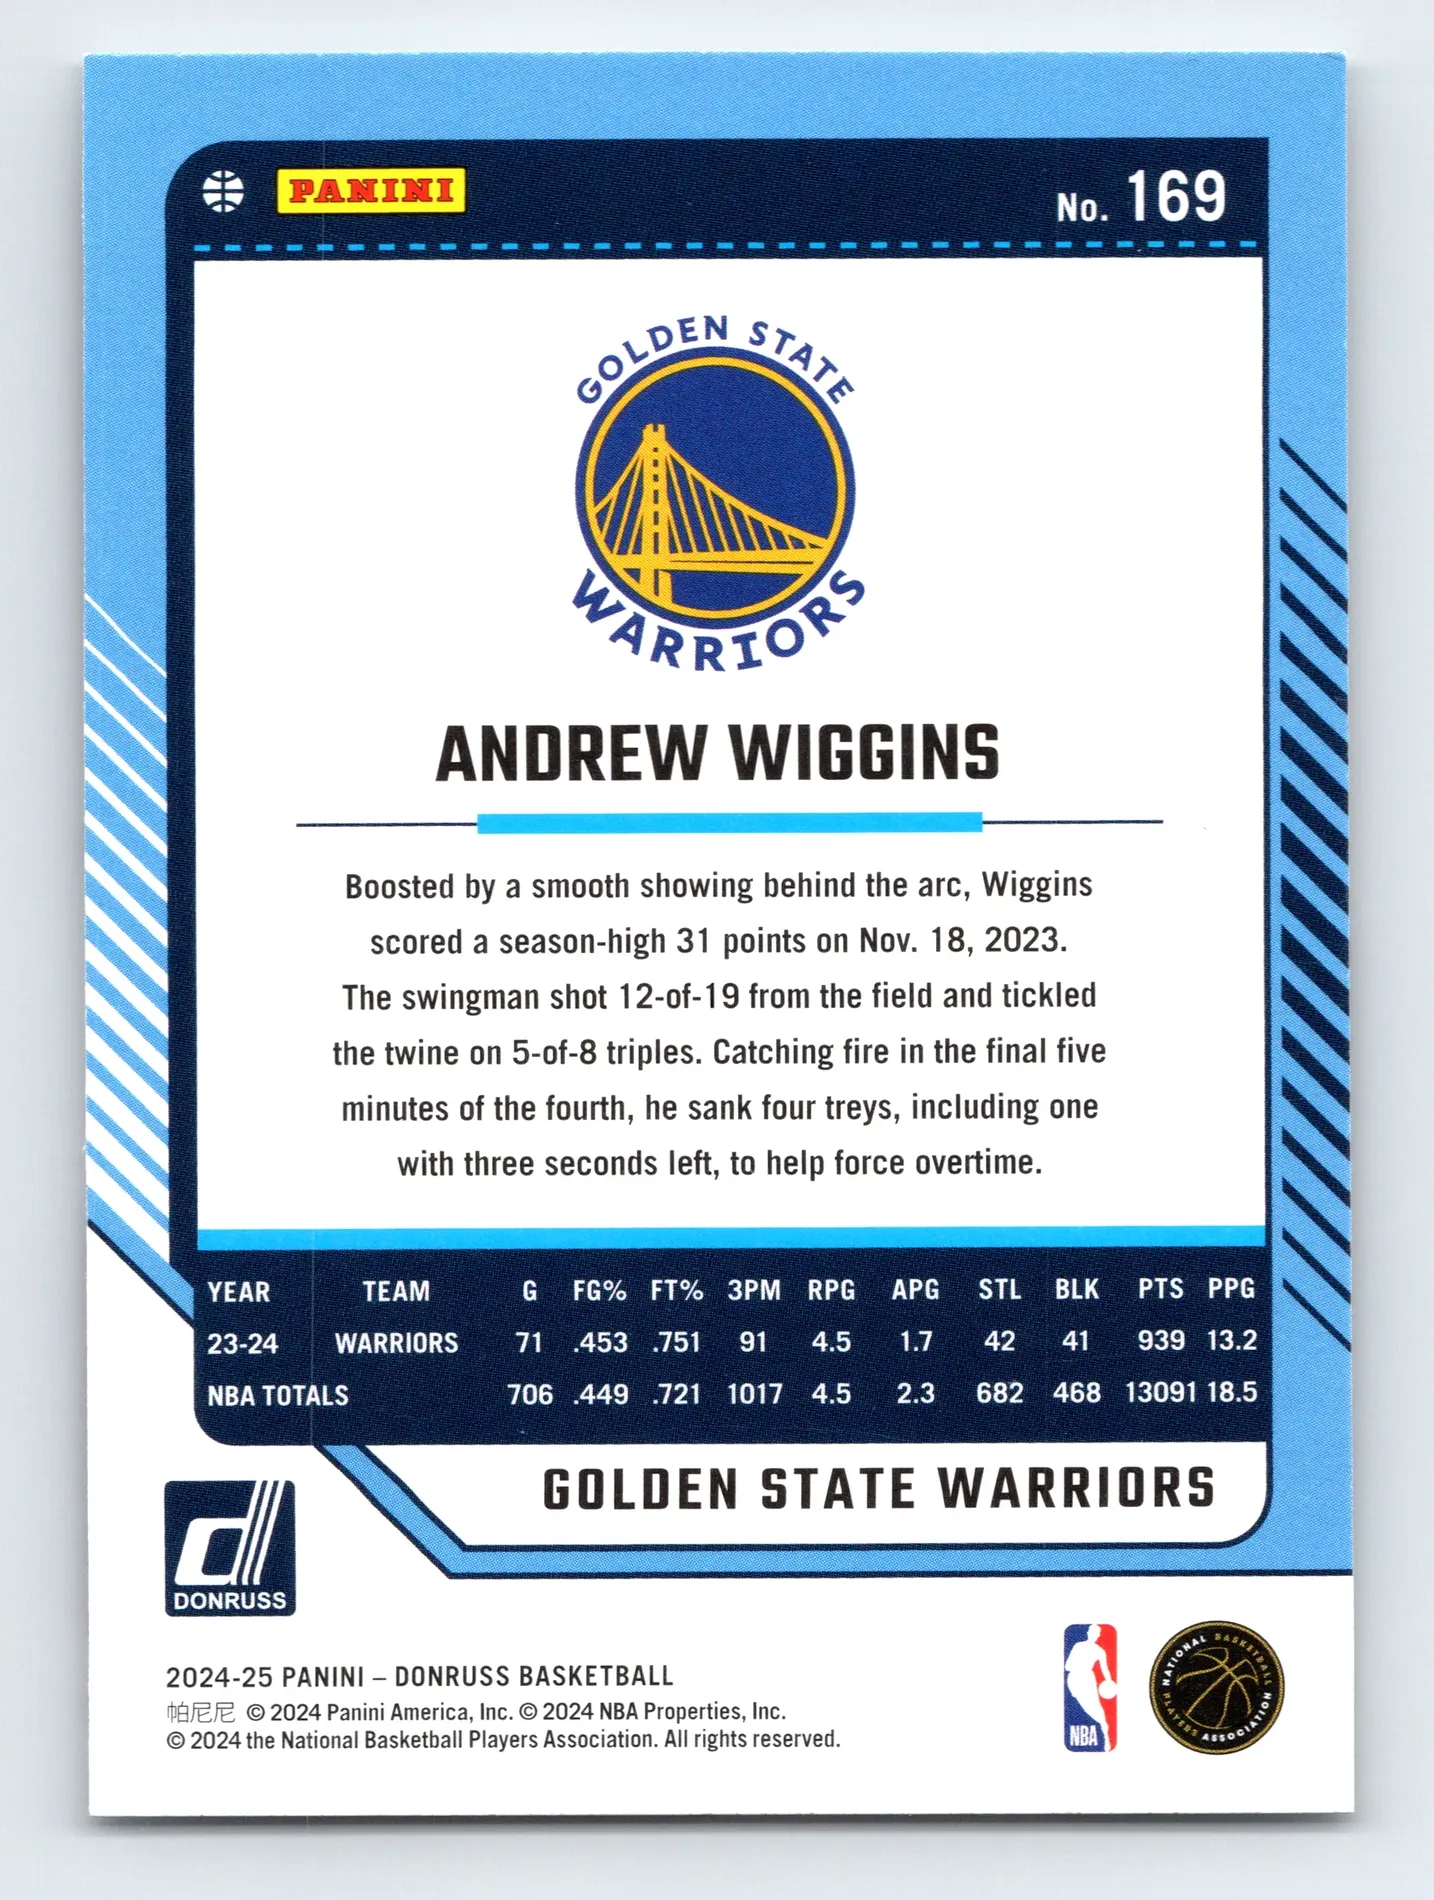 PANINI
No. 169
GOLDEN STATE
WARRIORS
ANDREW WIGGINS
Boosted by a smooth showing behind the arc, Wiggins
scored a season-high 31 points on Nov. 18, 2023.
The swingman shot 12-of-19 from the field and tickled
the twine on 5-of-8 triples. Catching fire in the final five
minutes of the fourth, he sank four treys, including one
with three seconds left, to help force overtime.
YEAR TEAM G FG% FT% 3PM RPG APG STL BLK PTS PPG
23-24 WARRIORS 71 .453 .751 91 4.5 1.7 42 41 939 13.2
NBA TOTALS 706 .449 .721 1017 4.5 2.3 682 468 13091 18.5
GOLDEN STATE WARRIORS
d
DONRUSS
2024-25 PANINI – DONRUSS BASKETBALL
帕尼尼 © 2024 Panini America, Inc. © 2024 NBA Properties, Inc.
© 2024 the National Basketball Players Association. All rights reserved.
NBA
NATIONAL BASKETBALL
PLAYERS ASSOCIATION